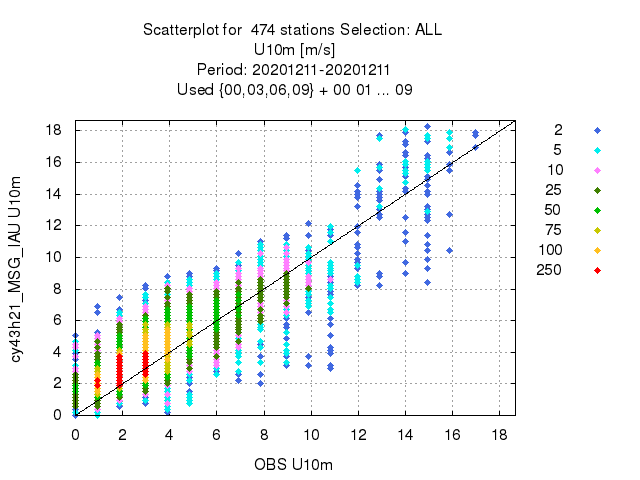 Scatterplot for  474 stations Selection: ALL
U10m [m/s]
Period: 20201211-20201211
Used {00,03,06,09} + 00 01 ... 09
18
16
14
12
10
8
6
4
2
0
cy43h21_MSG_IAU U10m
0 2 4 6 8 10 12 14 16 18
OBS U10m
2
5
10
25
50
75
100
250